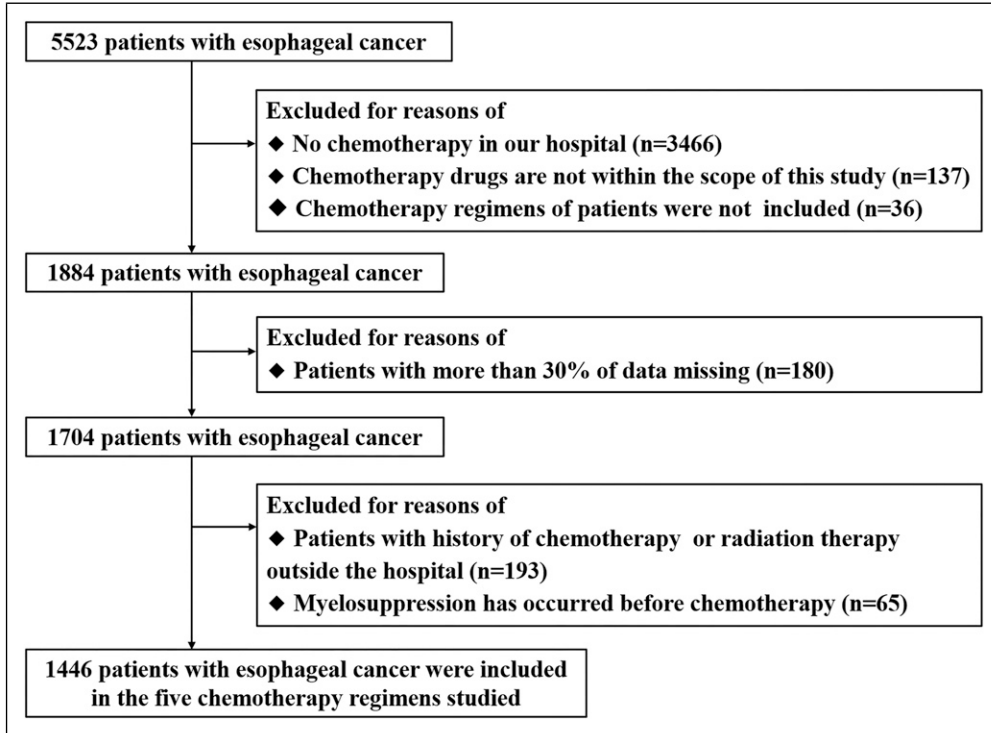 5523 patients with esophageal cancer
Excluded for reasons of
◆ No chemotherapy in our hospital (n=3466)
◆ Chemotherapy drugs are not within the scope of this study (n=137)
◆ Chemotherapy regimens of patients were not included (n=36)
1884 patients with esophageal cancer
Excluded for reasons of
◆ Patients with more than 30% of data missing (n=180)
1704 patients with esophageal cancer
Excluded for reasons of
◆ Patients with history of chemotherapy or radiation therapy
outside the hospital (n=193)
◆ Myelosuppression has occurred before chemotherapy (n=65)
1446 patients with esophageal cancer were included
in the five chemotherapy regimens studied